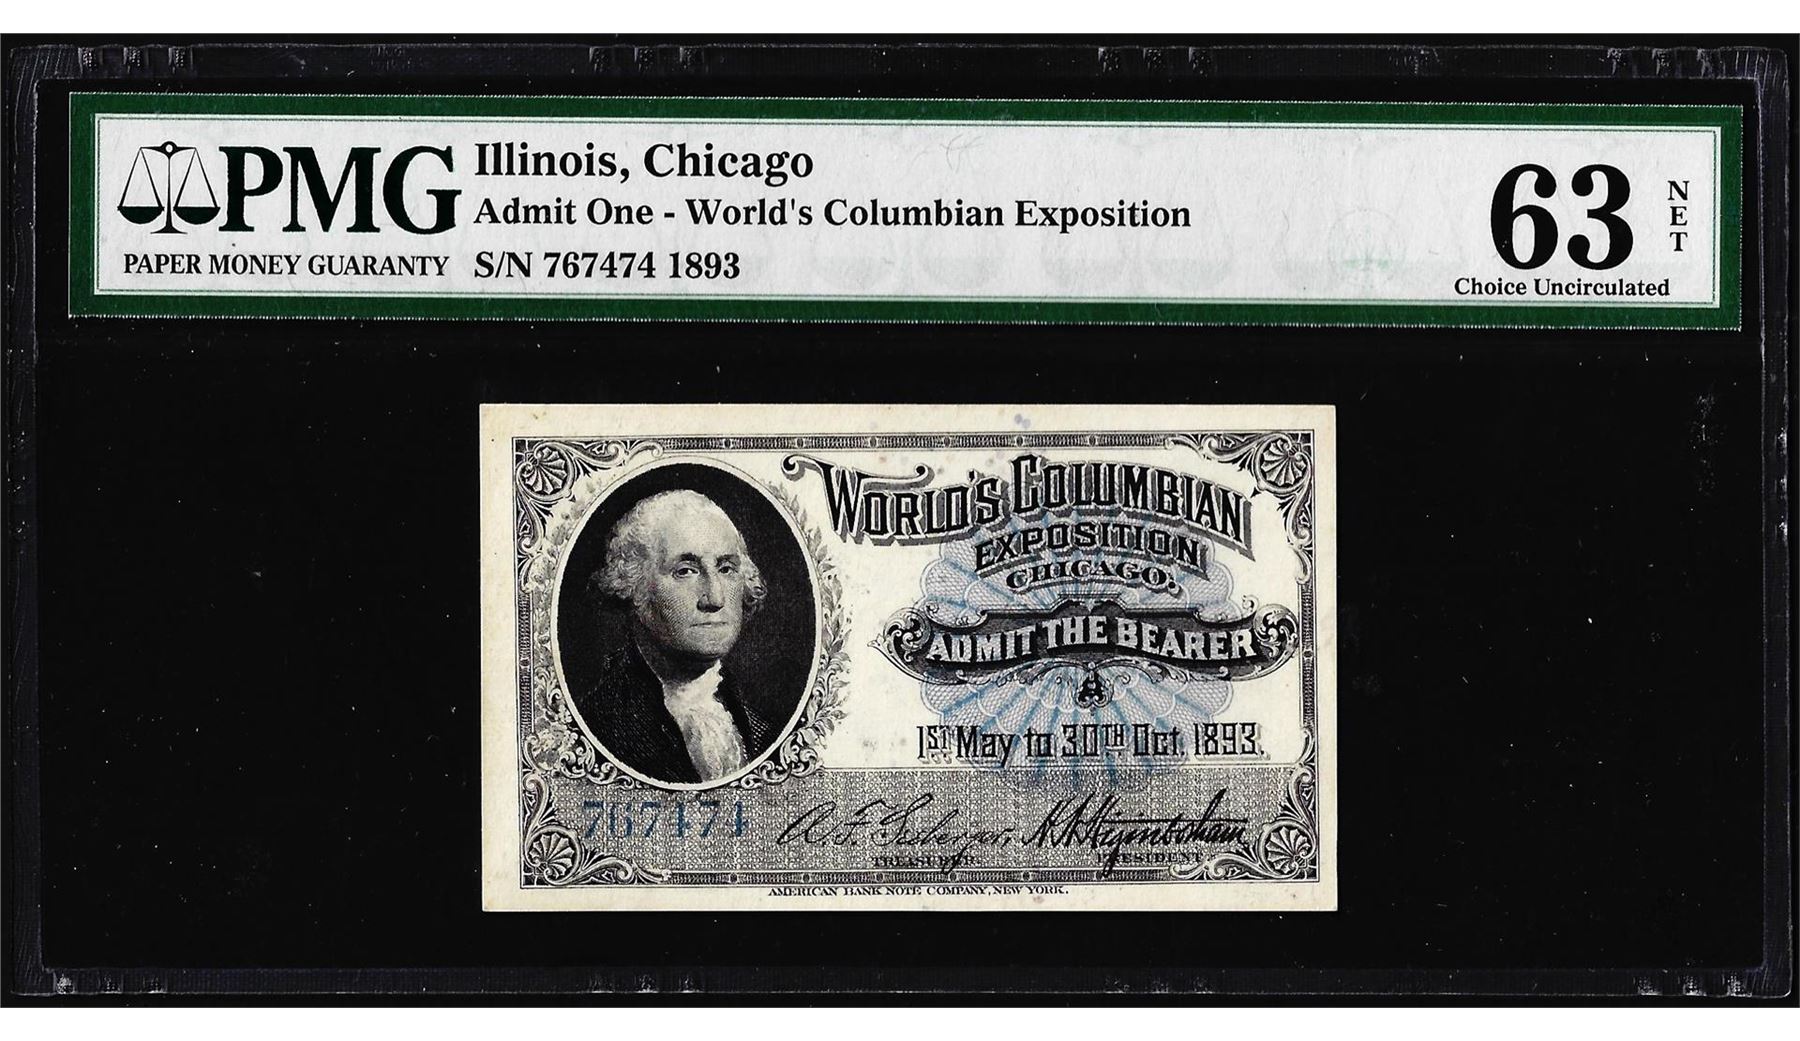 PMG
PAPER MONEY GUARANTY
Illinois, Chicago
Admit One - World's Columbian Exposition
S/N 767474 1893
63
NET
Choice Uncirculated
WORLD'S COLUMBIAN
EXPOSITION
CHICAGO.
ADMIT THE BEARER
A
1ST May to 30TH Oct. 1893.
767474
A. F. Seeberger,
TREASURER.
H. N. Higinbotham
PRESIDENT
AMERICAN BANK NOTE COMPANY, NEW YORK.